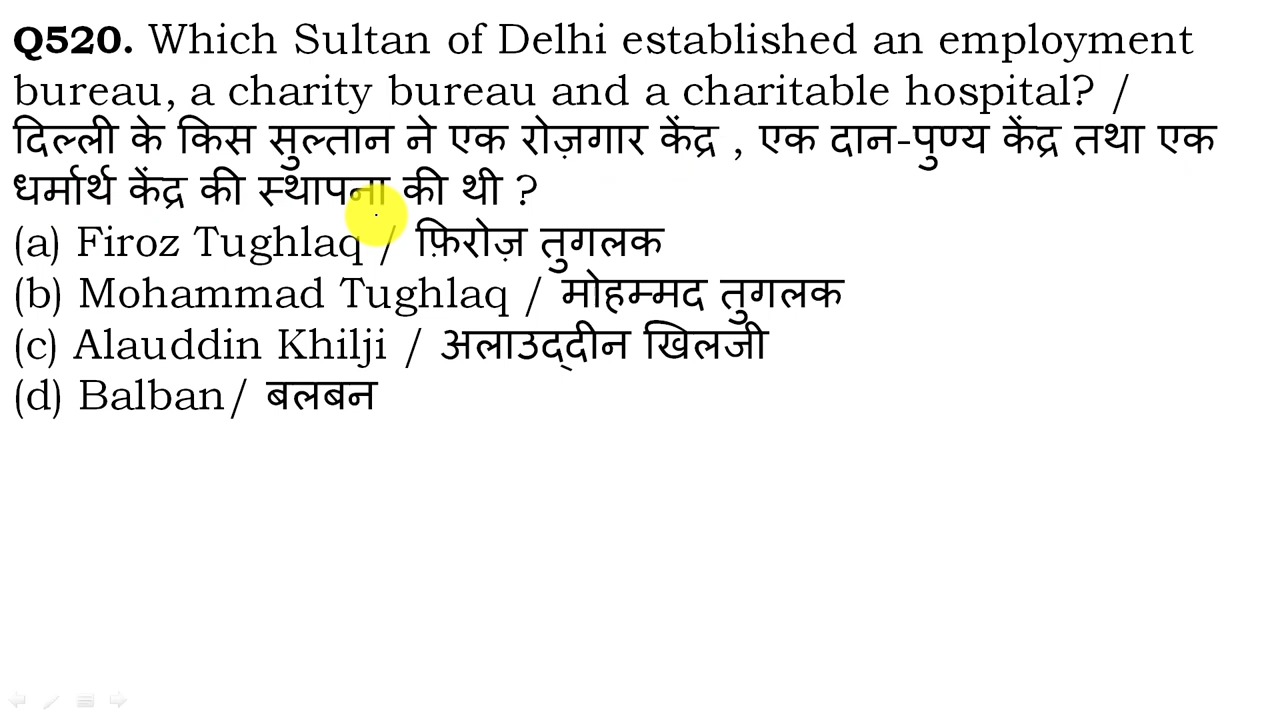 Q520. Which Sultan of Delhi established an employment
bureau, a charity bureau and a charitable hospital? /
दिल्ली के किस सुल्तान ने एक रोज़गार केंद्र , एक दान-पुण्य केंद्र तथा एक
धर्मार्थ केंद्र की स्थापना की थी ?
(a) Firoz Tughlaq / फ़िरोज़ तुगलक
(b) Mohammad Tughlaq / मोहम्मद तुगलक
(c) Alauddin Khilji / अलाउद्दीन खिलजी
(d) Balban/ बलबन